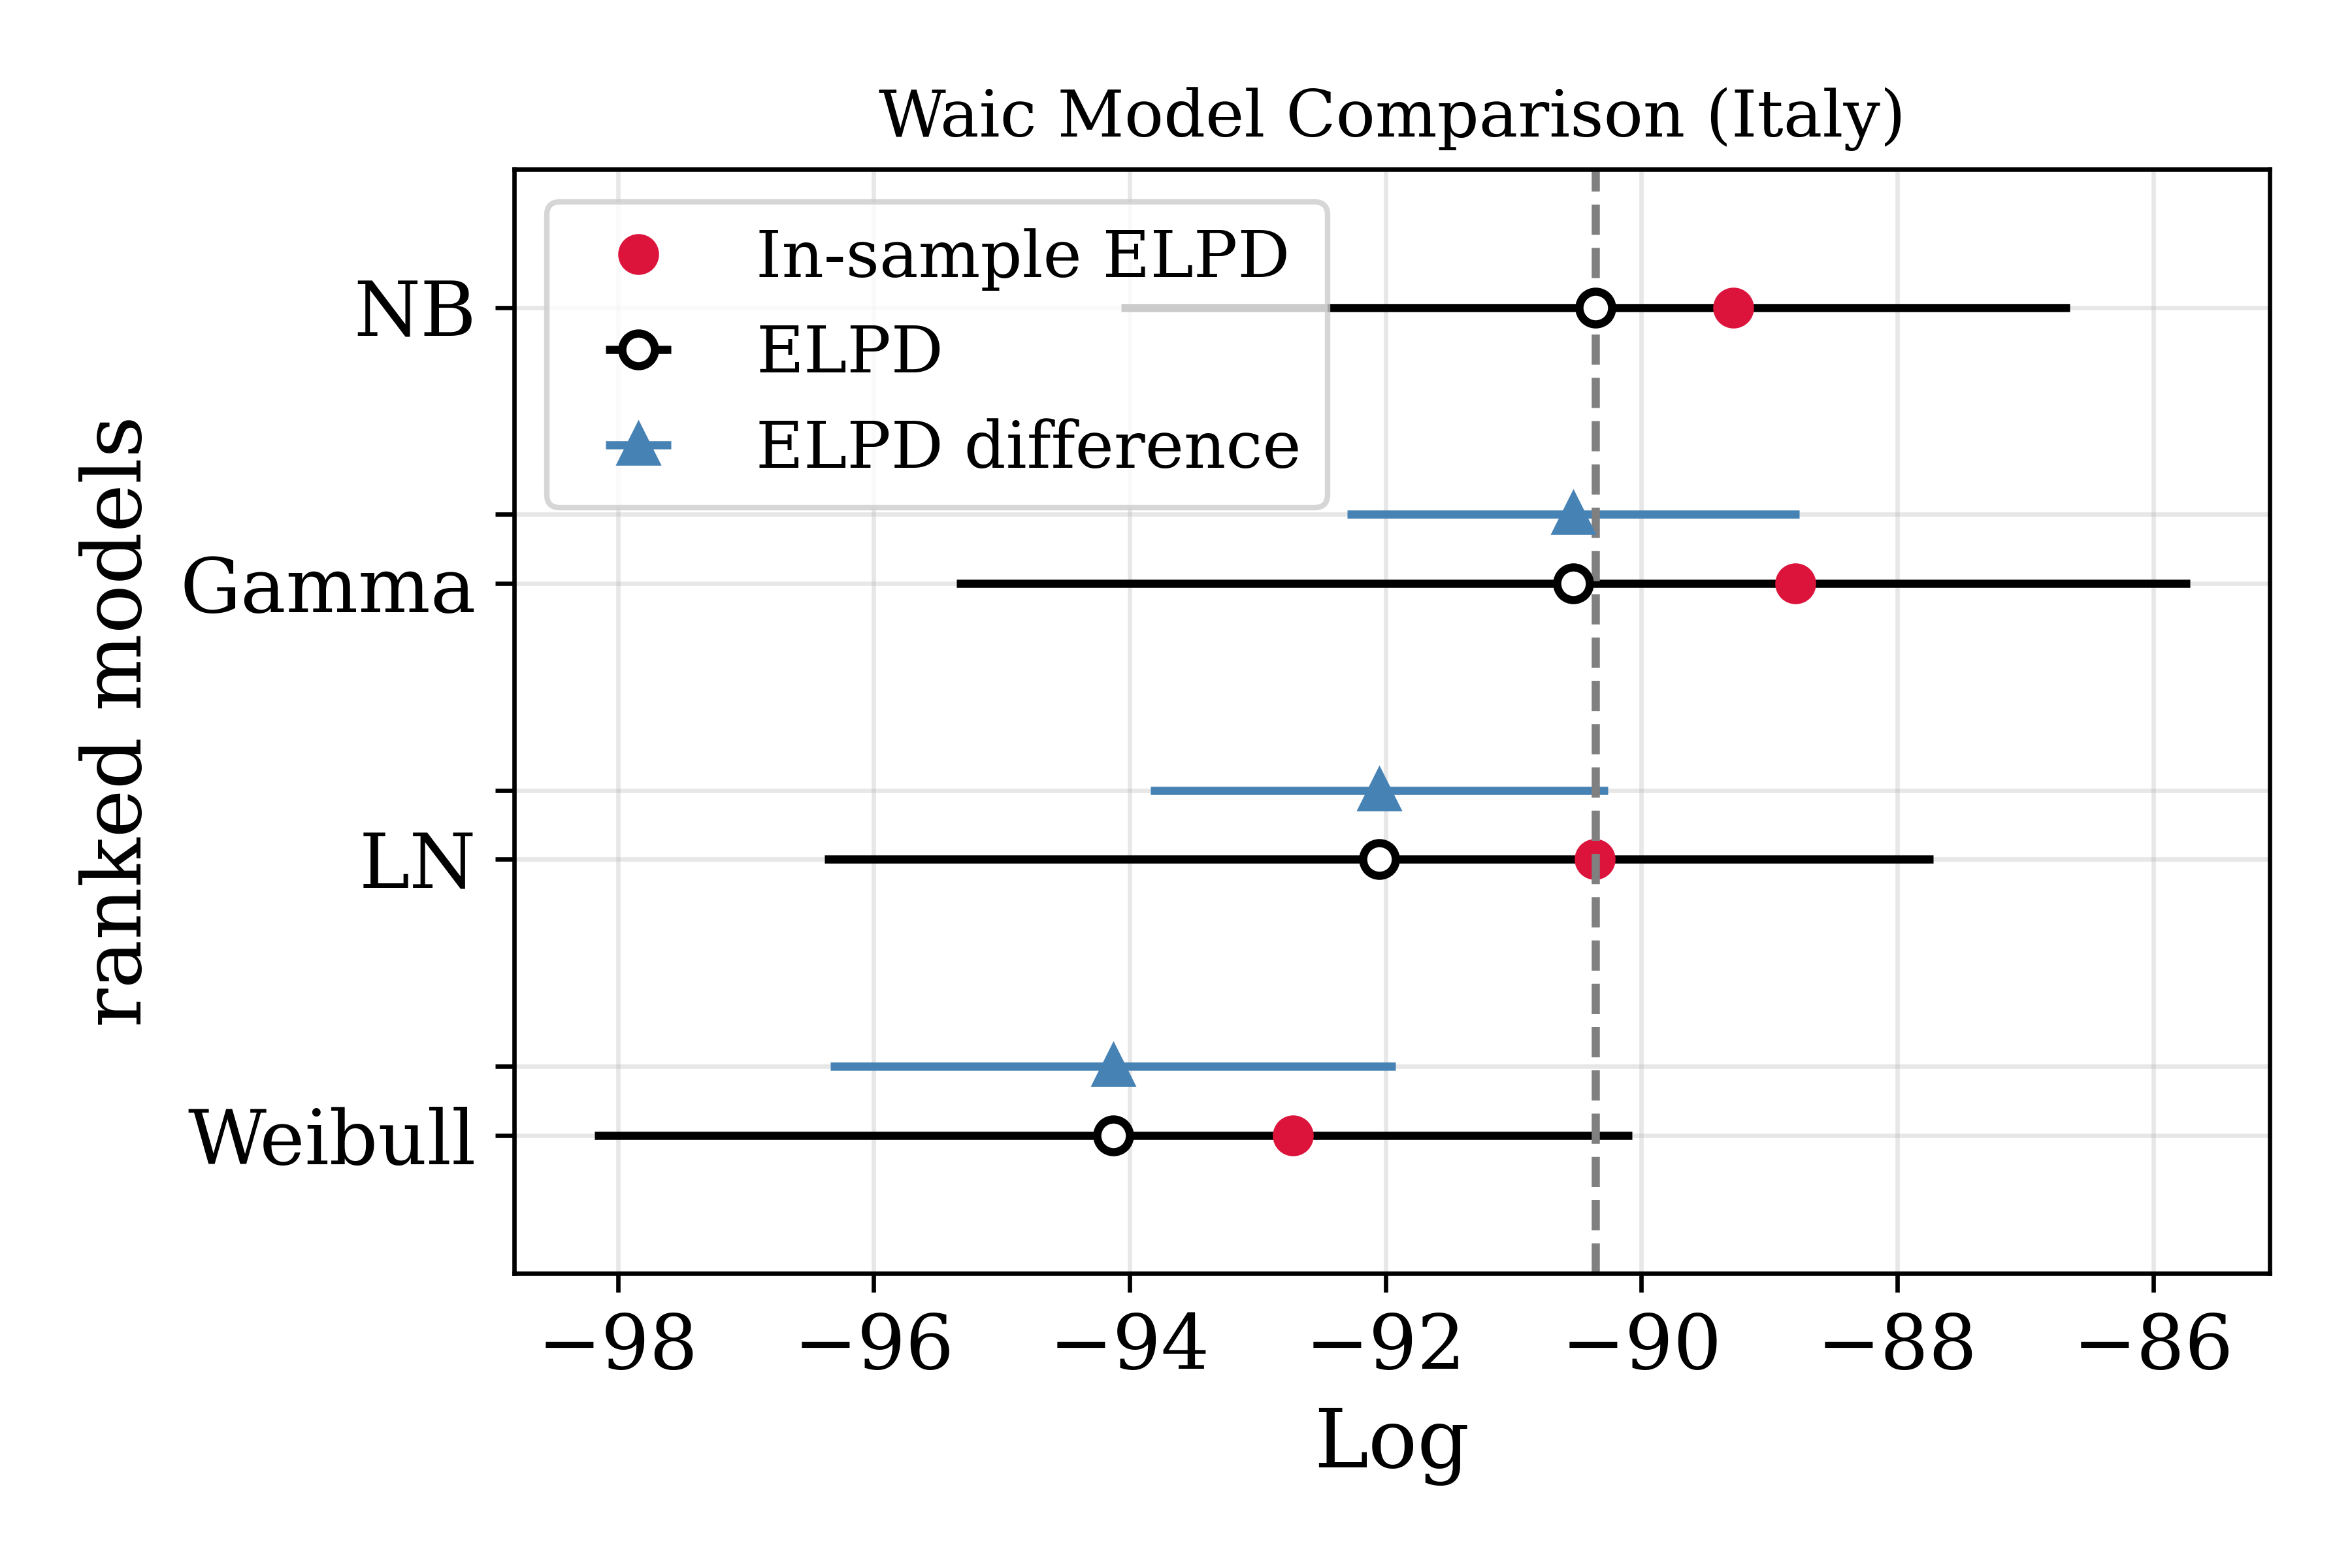 Waic Model Comparison (Italy)
In-sample ELPD
ELPD
ELPD difference
ranked models
NB
Gamma
LN
Weibull
−98 −96 −94 −92 −90 −88 −86
Log